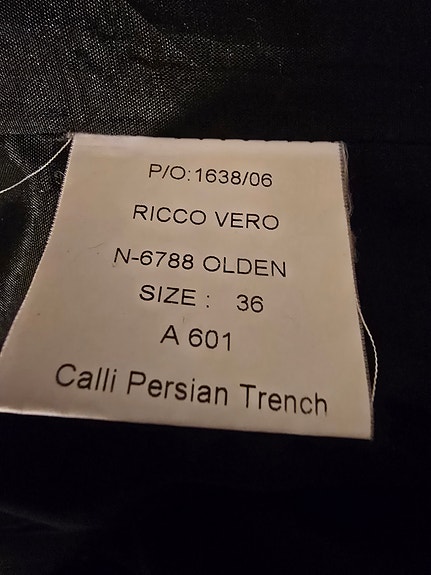 P/O:1638/06
RICCO VERO
N-6788 OLDEN
SIZE : 36
A 601
Calli Persian Trench